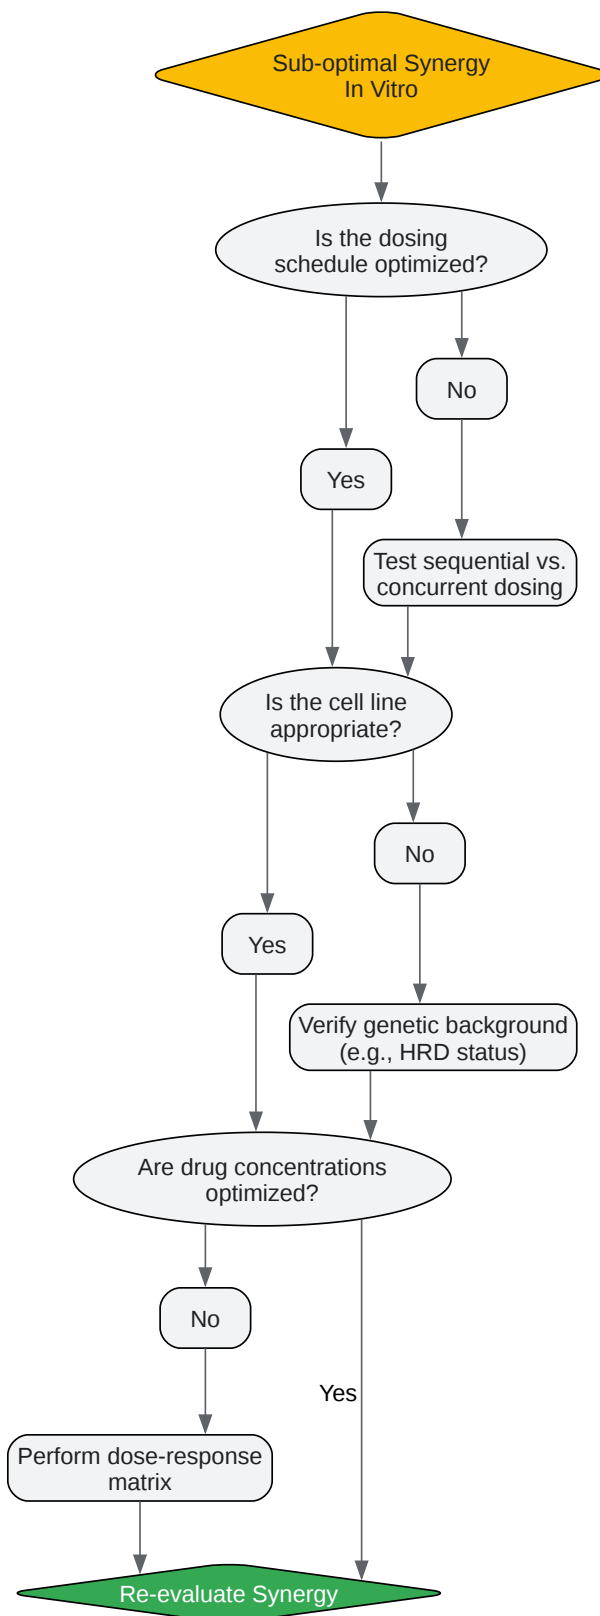 Sub-optimal Synergy
In Vitro
Is the dosing
schedule optimized?
No
Yes
Test sequential vs.
concurrent dosing
Is the cell line
appropriate?
No
Yes
Verify genetic background
(e.g., HRD status)
Are drug concentrations
optimized?
No
Yes
Perform dose-response
matrix
Re-evaluate Synergy